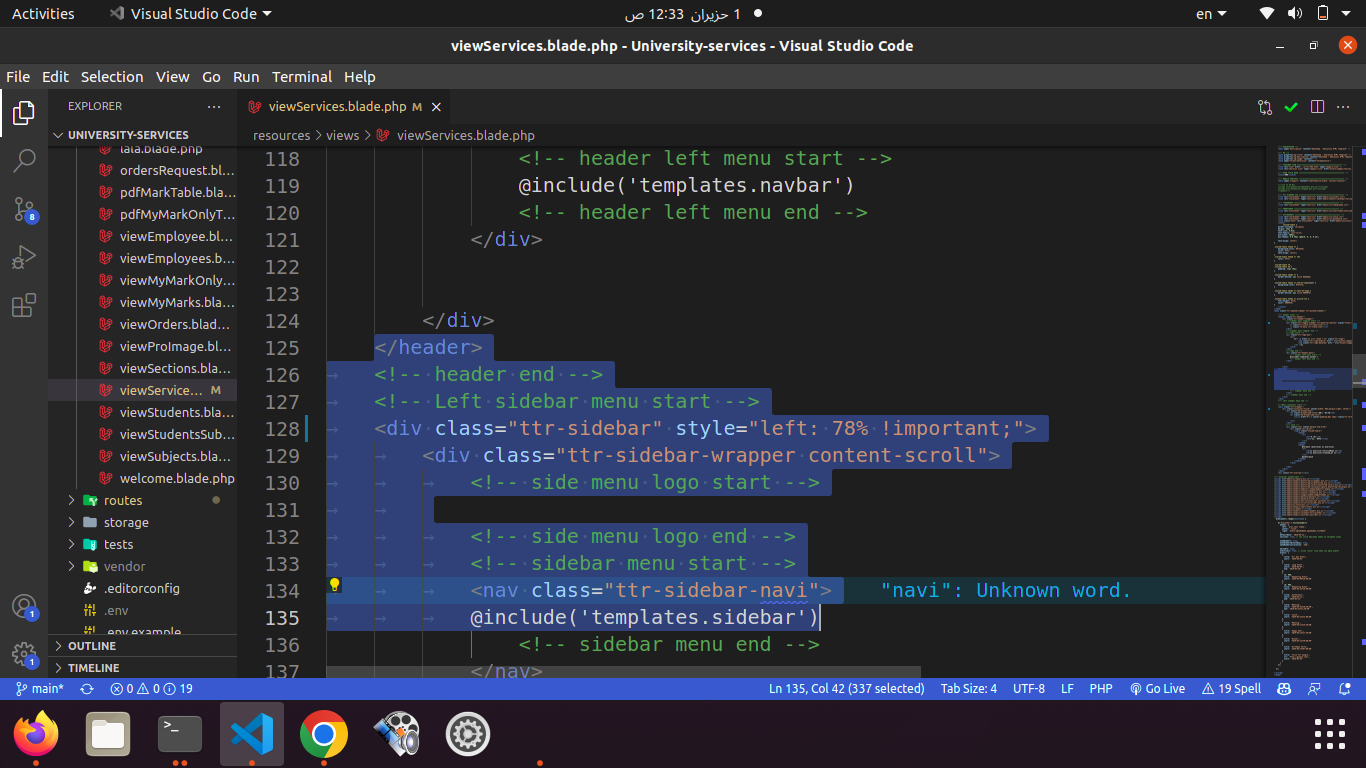 Activities
Visual Studio Code
1 حزيران 12:33 ص
en
viewServices.blade.php - University-services - Visual Studio Code
File Edit Selection View Go Run Terminal Help
EXPLORER
viewServices.blade.php M
UNIVERSITY-SERVICES
resources > views > viewServices.blade.php
lala.blade.php
ordersRequest.bl...
pdfMarkTable.bla...
pdfMyMarkOnlyT...
viewEmployee.bl...
viewEmployees.b...
viewMyMarkOnly...
viewMyMarks.bla...
viewOrders.blad...
viewProImage.bl...
viewSections.bla...
viewService... M
viewStudents.bla...
viewStudentsSub...
viewSubjects.bla...
welcome.blade.php
routes
storage
tests
vendor
.editorconfig
.env
.env.example
OUTLINE
TIMELINE
8
1
1
118 <!-- header left menu start -->
119 @include('templates.navbar')
120 <!-- header left menu end -->
121 </div>
122
123
124 </div>
125 </header>
126 <!-- header end -->
127 <!-- Left sidebar menu start -->
128 <div class="ttr-sidebar" style="left: 78% !important;">
129 <div class="ttr-sidebar-wrapper content-scroll">
130 <!-- side menu logo start -->
131
132 <!-- side menu logo end -->
133 <!-- sidebar menu start -->
134 <nav class="ttr-sidebar-navi"> "navi": Unknown word.
135 @include('templates.sidebar')
136 <!-- sidebar menu end -->
137 </nav>
main* 0 0 19 Ln 135, Col 42 (337 selected) Tab Size: 4 UTF-8 LF PHP Go Live 19 Spell